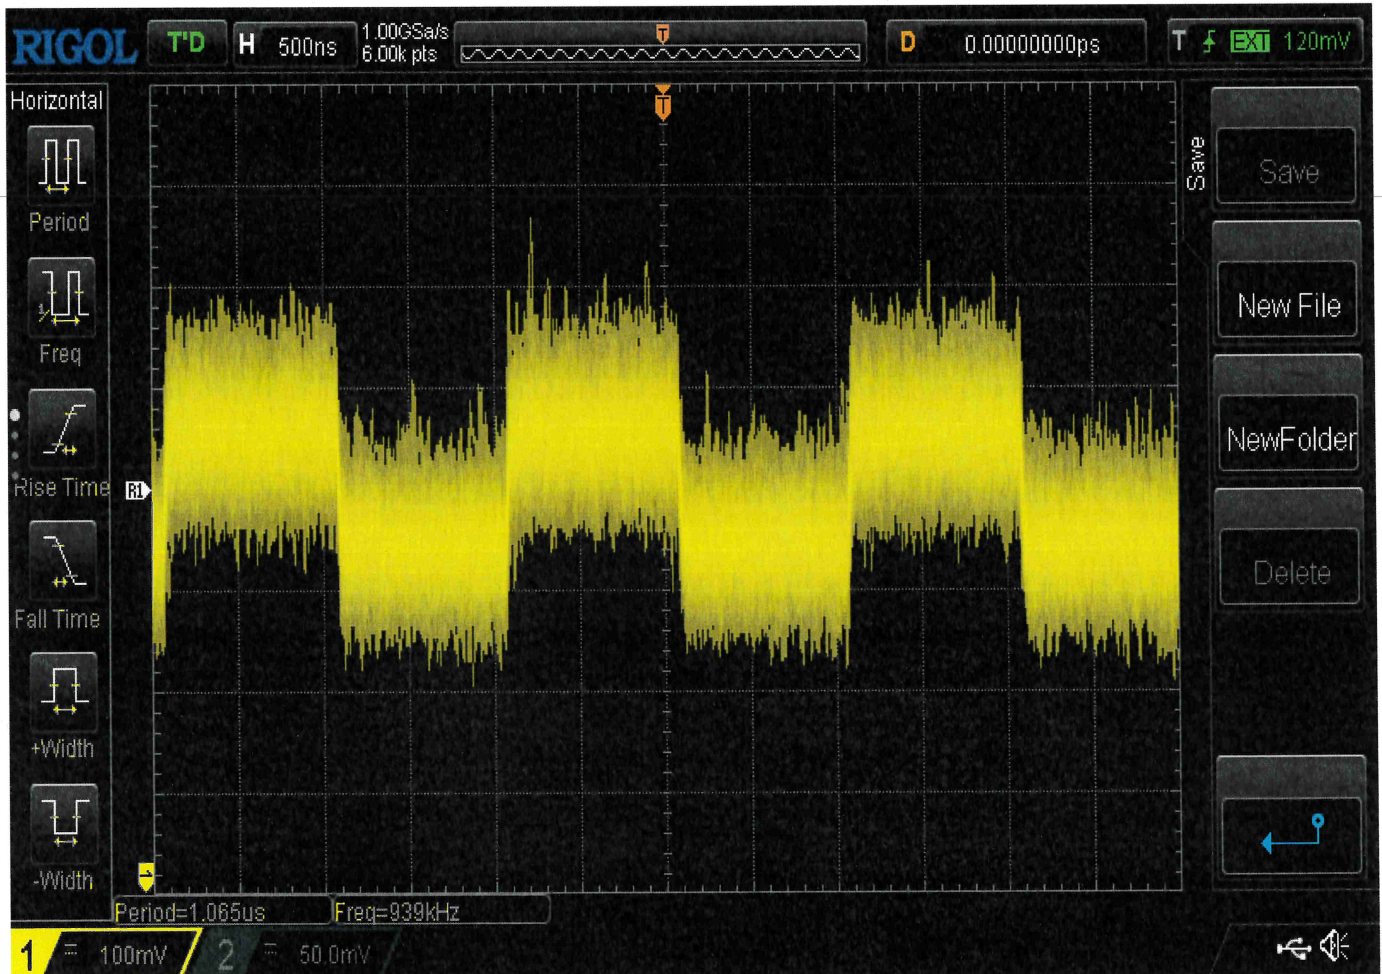 RIGOL
T'D
H 500ns
1.00GSa/s
6.00k pts
T
D 0.00000000ps
T EXT 120mV
Horizontal
Period
Freq
Rise Time
Fall Time
+Width
-Width
T
R1
Save
Save
New File
NewFolder
Delete
Period=1.065us Freq=939kHz
1 100mV 2 50.0mV